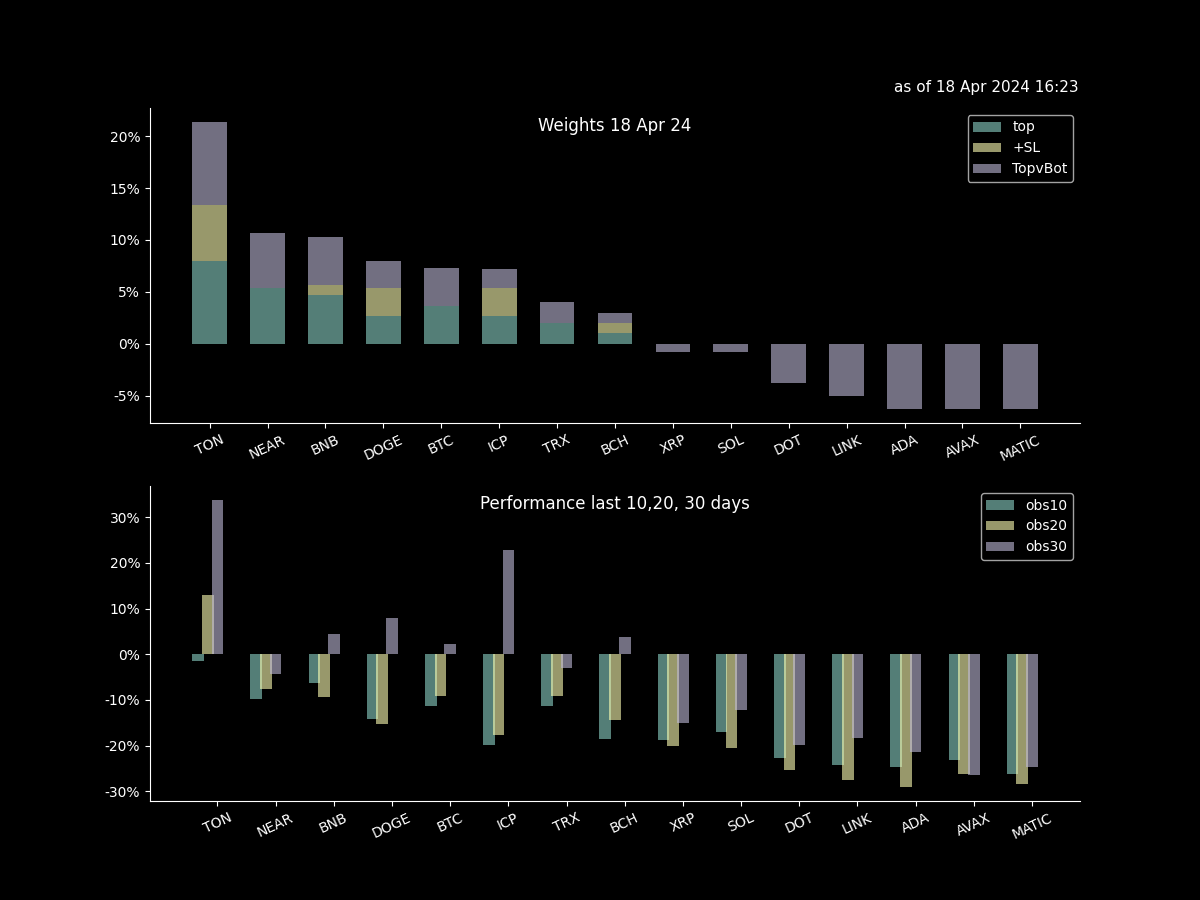 as of 18 Apr 2024 16:23
Weights 18 Apr 24
top
+SL
TopvBot
20%
15%
10%
5%
0%
-5%
TON NEAR BNB DOGE BTC ICP TRX BCH XRP SOL DOT LINK ADA AVAX MATIC
Performance last 10,20, 30 days
obs10
obs20
obs30
30%
20%
10%
0%
-10%
-20%
-30%
TON NEAR BNB DOGE BTC ICP TRX BCH XRP SOL DOT LINK ADA AVAX MATIC